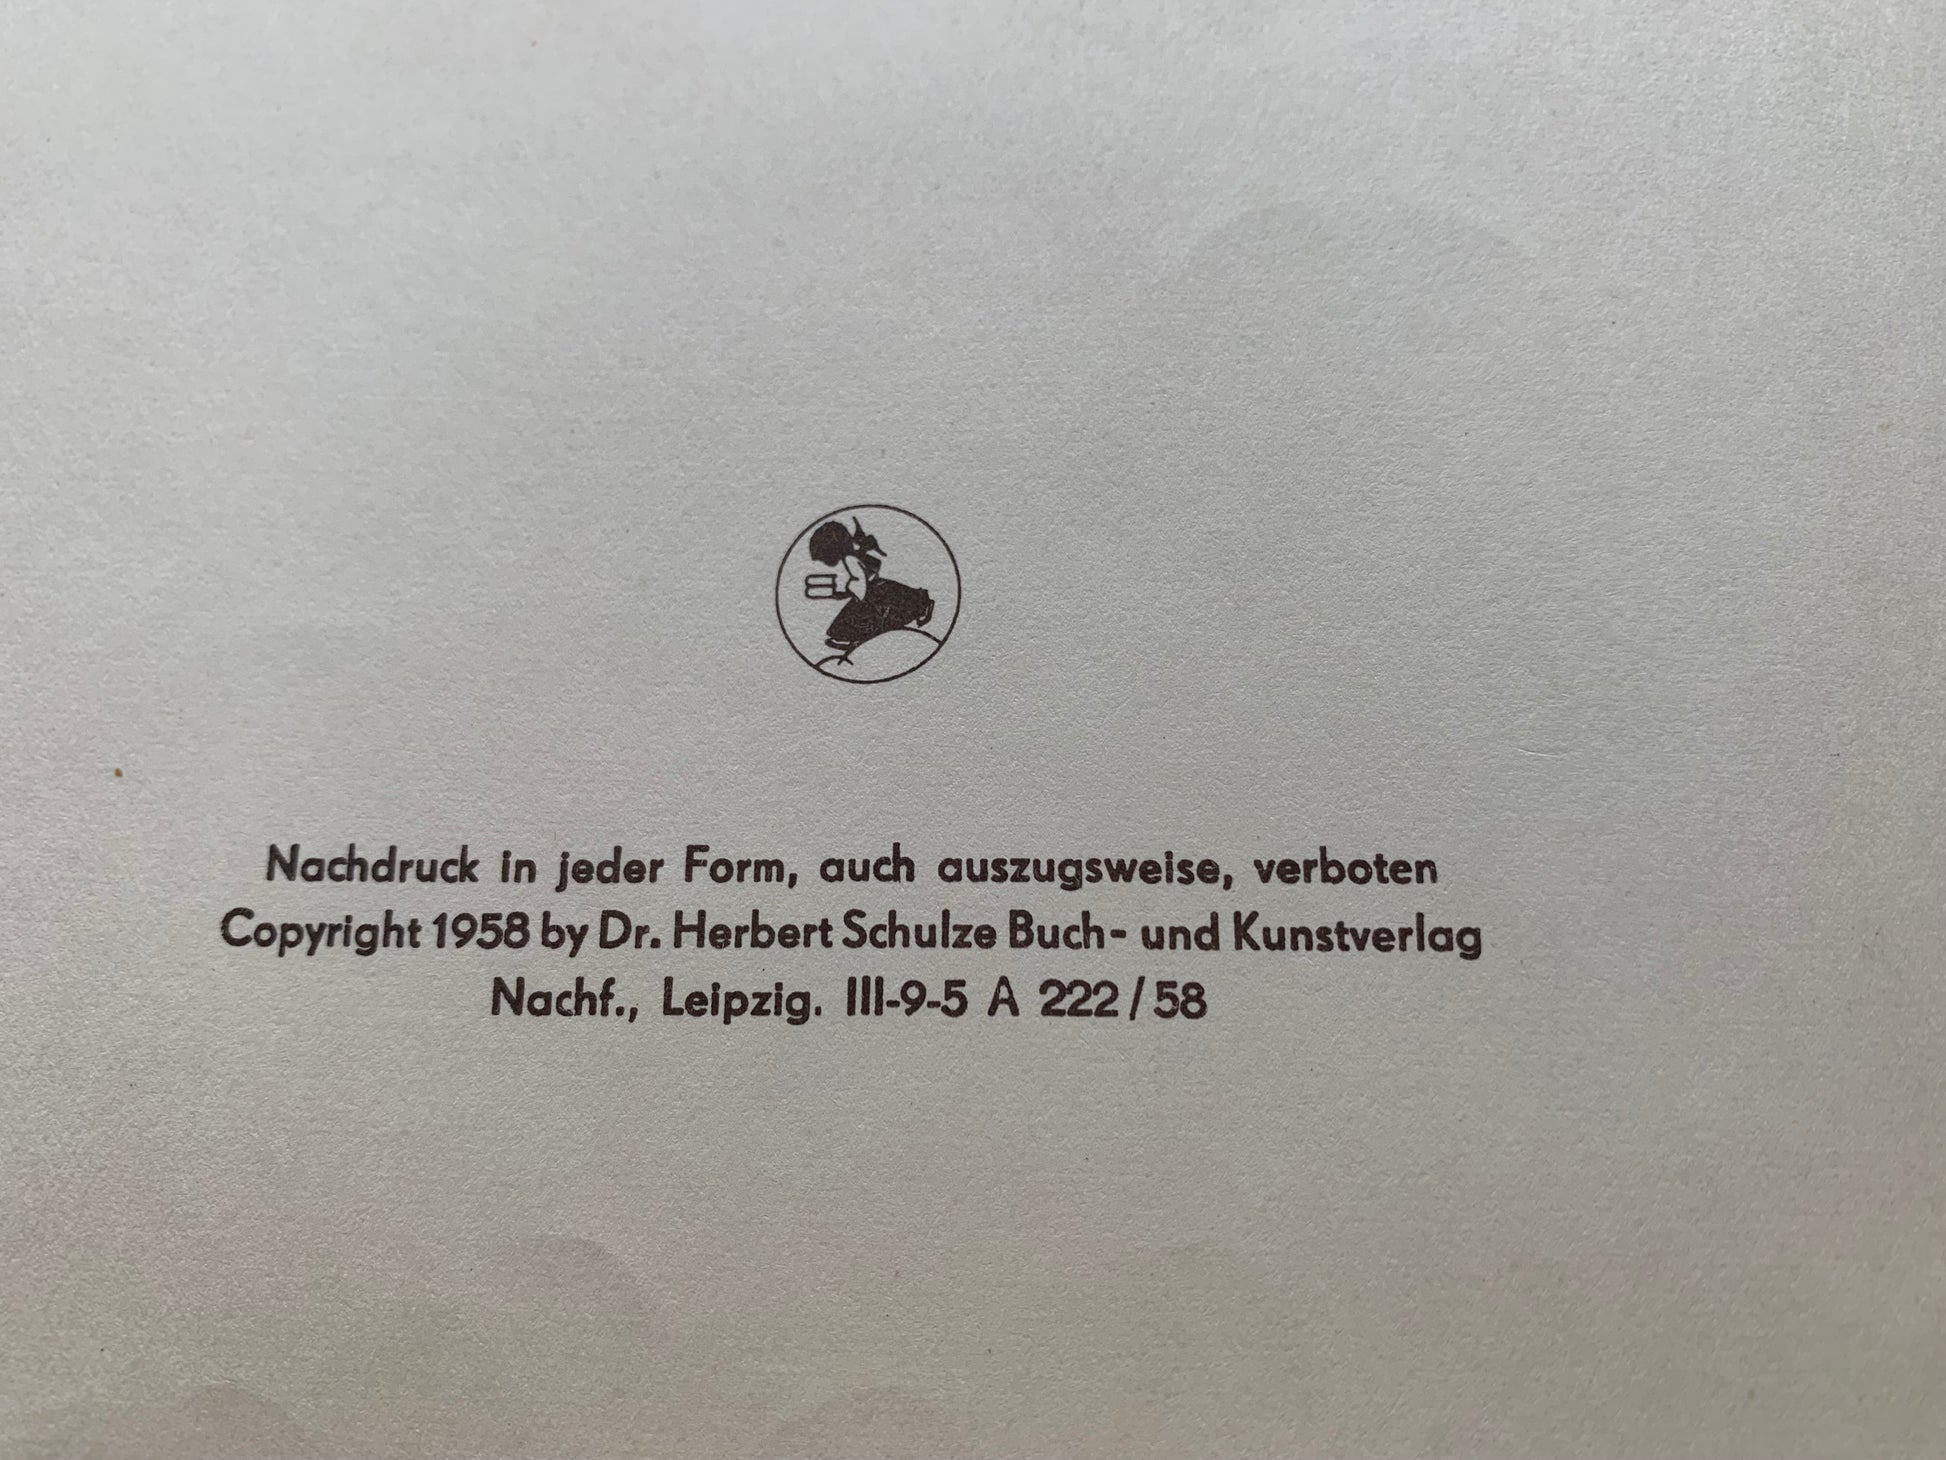 Nachdruck in jeder Form, auch auszugsweise, verboten
Copyright 1958 by Dr. Herbert Schulze Buch- und Kunstverlag
Nachf., Leipzig. III-9-5 A 222/58